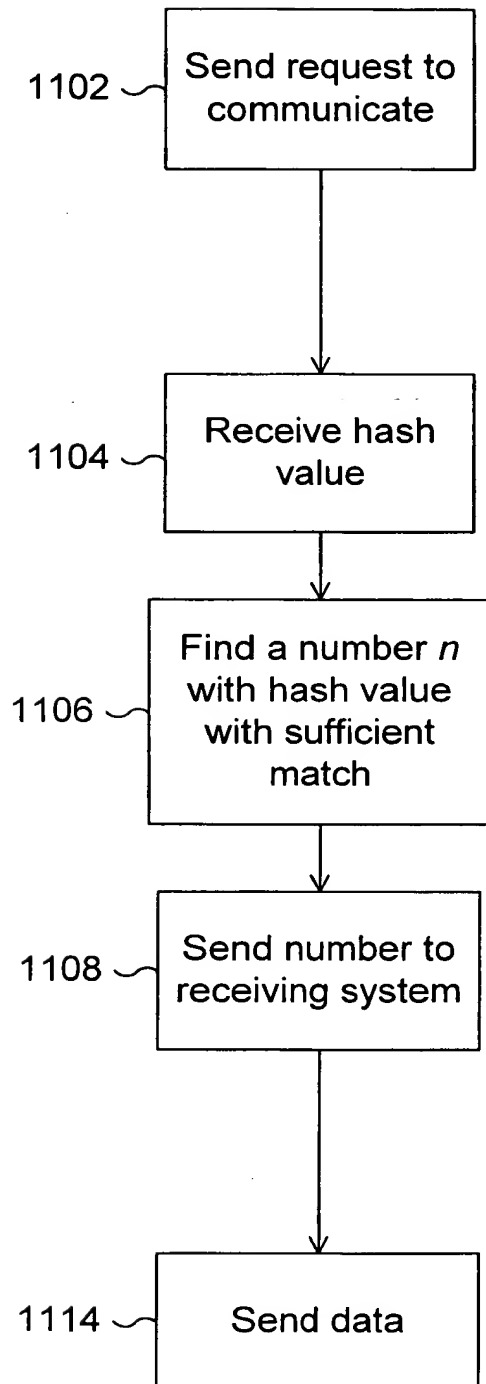 1102
Send request to
communicate
1104
Receive hash
value
1106
Find a number n
with hash value
with sufficient
match
1108
Send number to
receiving system
1114
Send data